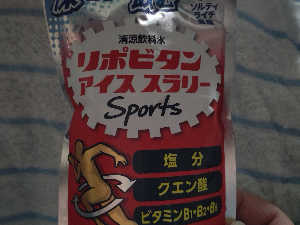 ソルティ
ライチ
清涼飲料水
リポビタン
アイススラリー
Sports
塩分
クエン酸
ビタミンB1・B2・B6